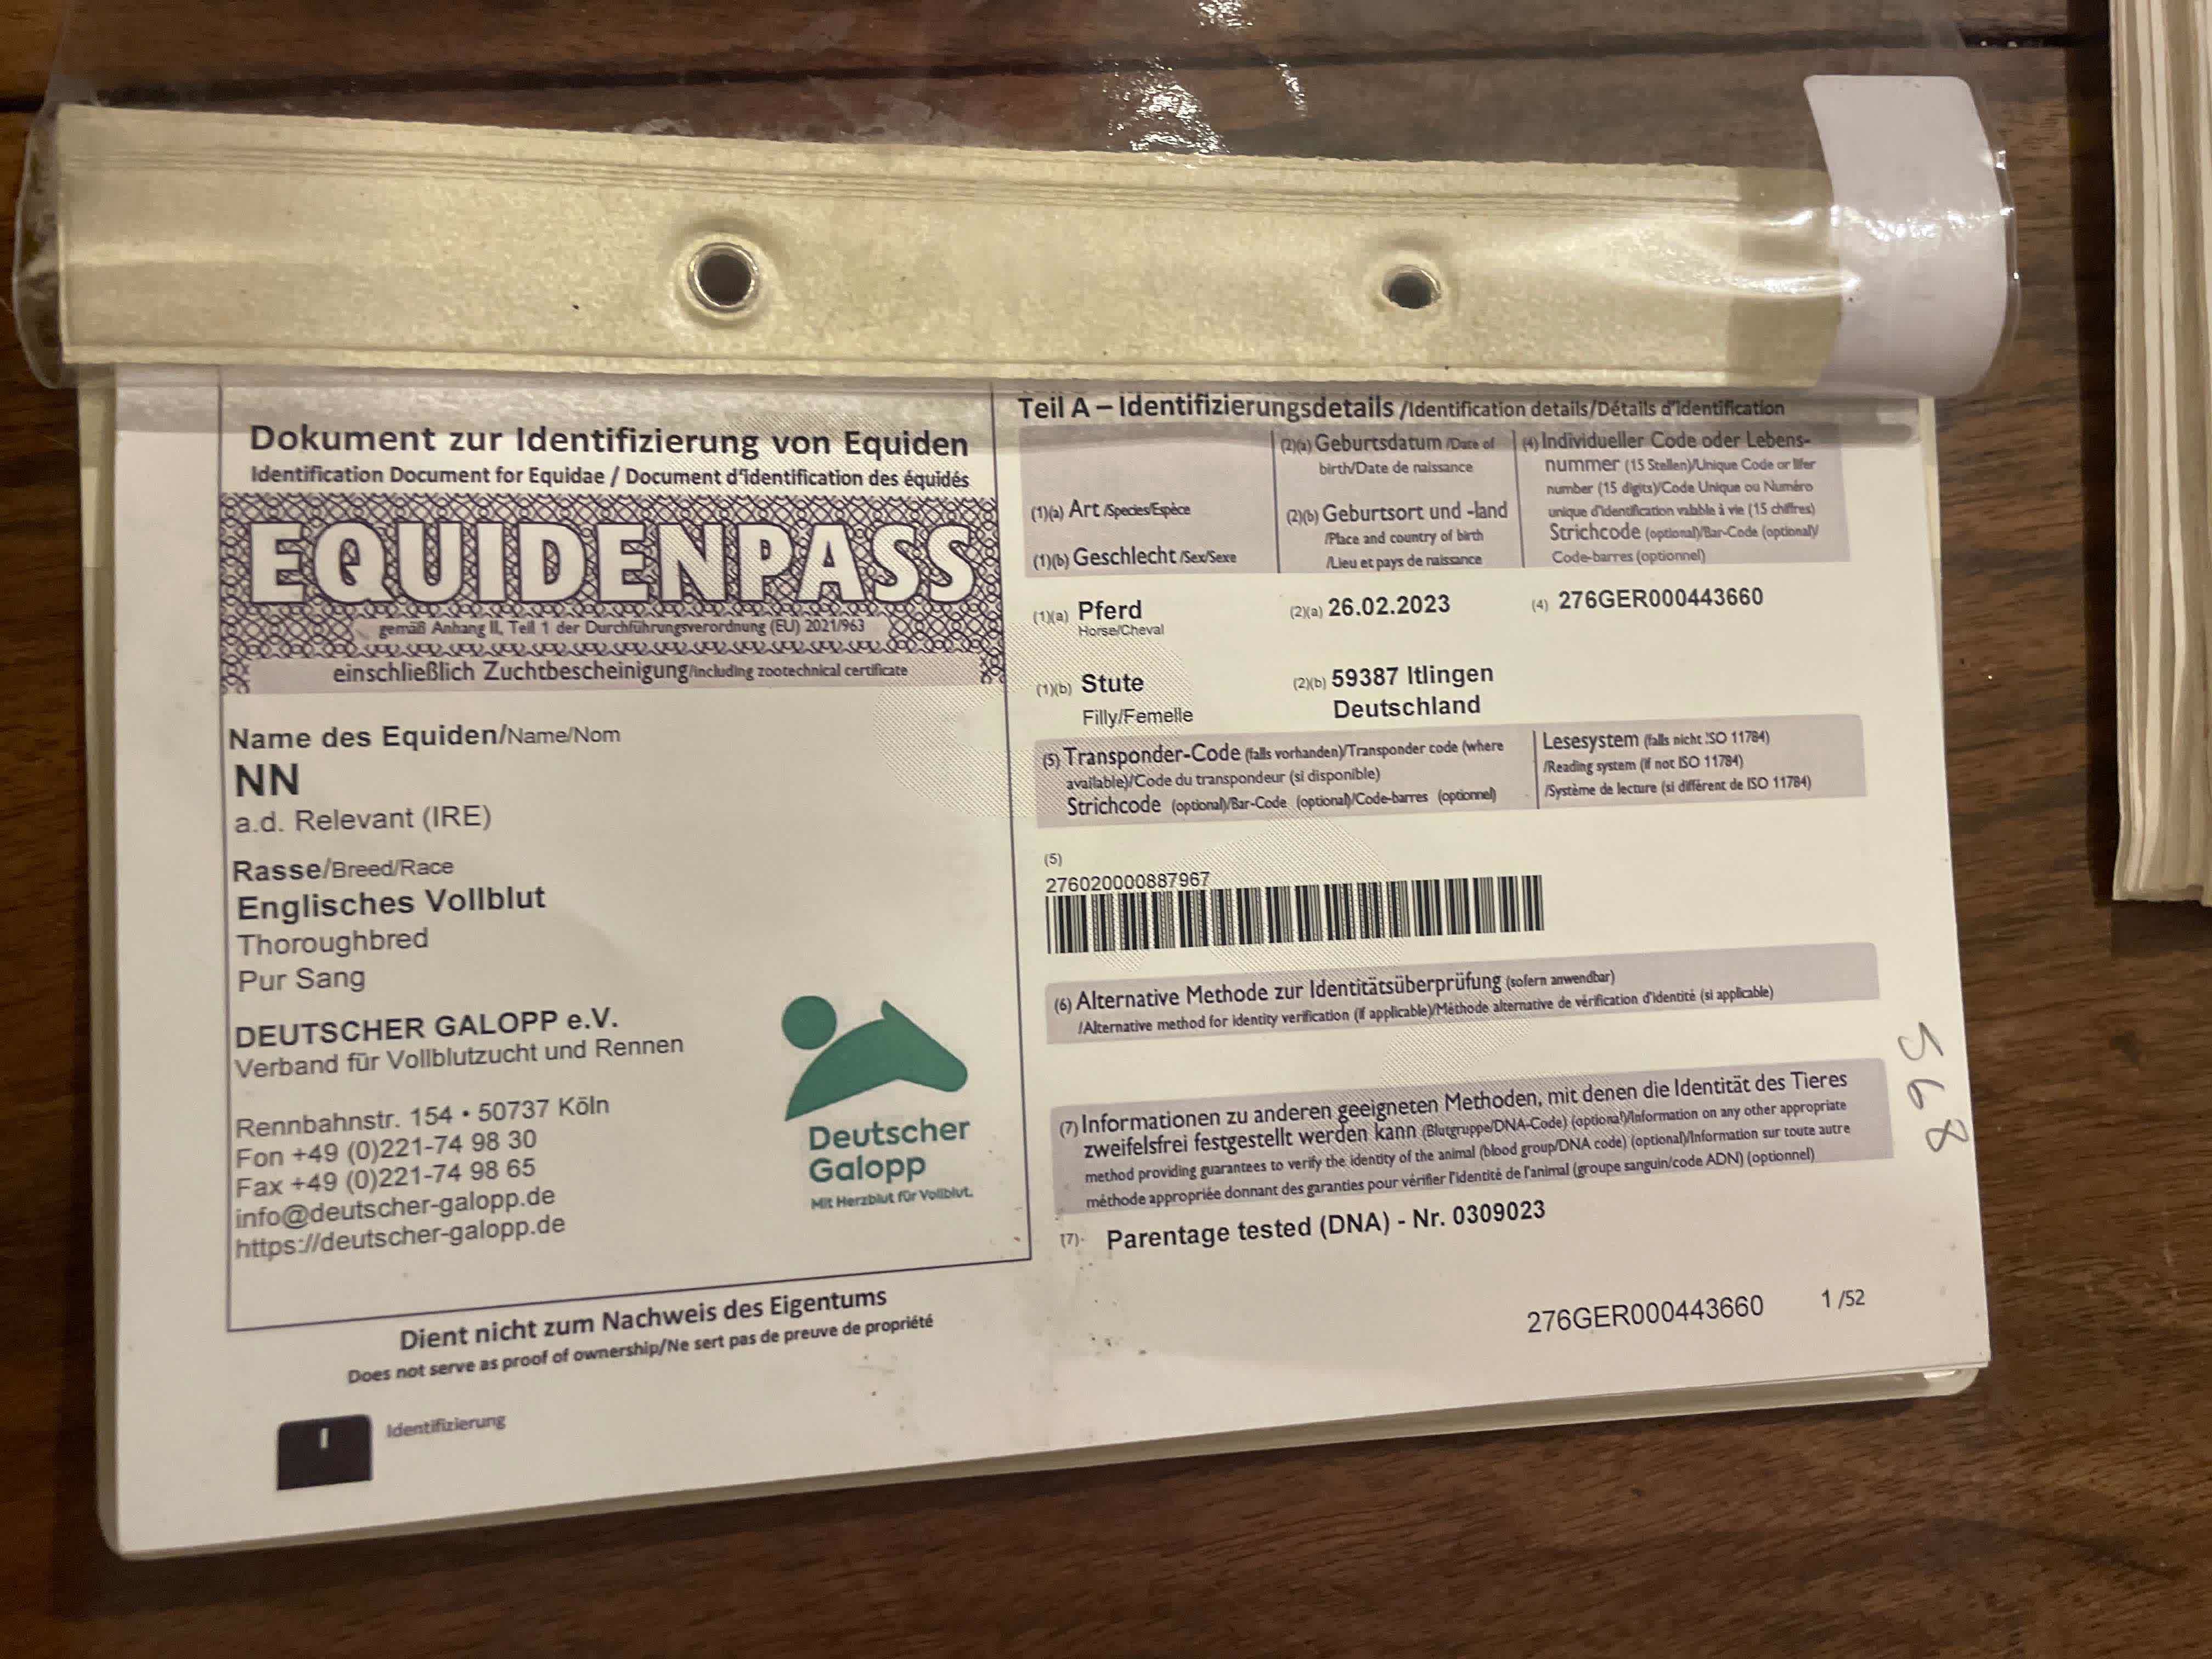 Dokument zur Identifizierung von Equiden
Identification Document for Equidae / Document d'identification des équidés
EQUIDENPASS
gemäß Anhang II, Teil 1 der Durchführungsverordnung (EU) 2021/963
einschließlich Zuchtbescheinigung/including zootechnical certificate
Name des Equiden/Name/Nom
NN
a.d. Relevant (IRE)
Rasse/Breed/Race
Englisches Vollblut
Thoroughbred
Pur Sang
DEUTSCHER GALOPP e.V.
Verband für Vollblutzucht und Rennen
Rennbahnstr. 154 • 50737 Köln
Fon +49 (0)221-74 98 30
Fax +49 (0)221-74 98 65
info@deutscher-galopp.de
https://deutscher-galopp.de
Deutscher
Galopp
Mit Herzblut für Vollblut.
Dient nicht zum Nachweis des Eigentums
Does not serve as proof of ownership/Ne sert pas de preuve de propriété
I
Identifizierung
Teil A – Identifizierungsdetails /Identification details/Détails d'identification
(1)(a) Art /Species/Espèce
(1)(b) Geschlecht /Sex/Sexe
(2)(a) Geburtsdatum /Date of
birth/Date de naissance
(2)(b) Geburtsort und -land
/Place and country of birth
/Lieu et pays de naissance
(4) Individueller Code oder Lebens-
nummer (15 Stellen)/Unique Code or lifer
number (15 digits)/Code Unique ou Numéro
unique d'identification valable à vie (15 chiffres)
Strichcode (optional)/Bar-Code (optional)/
Code-barres (optionnel)
(1)(a) Pferd
Horse/Cheval
(2)(a) 26.02.2023
(4) 276GER000443660
(1)(b) Stute
Filly/Femelle
(2)(b) 59387 Itlingen
Deutschland
(5) Transponder-Code (falls vorhanden)/Transponder code (where
available)/Code du transpondeur (si disponible)
Strichcode (optional)/Bar-Code (optional)/Code-barres (optionnel)
Lesesystem (falls nicht ISO 11784)
/Reading system (if not ISO 11784)
/Système de lecture (si différent de ISO 11784)
(5)
276020000887967
(6) Alternative Methode zur Identitätsüberprüfung (sofern anwendbar)
/Alternative method for identity verification (if applicable)/Méthode alternative de vérification d'identité (si applicable)
(7) Informationen zu anderen geeigneten Methoden, mit denen die Identität des Tieres
zweifelsfrei festgestellt werden kann (Blutgruppe/DNA-Code) (optional)/Information on any other appropriate
method providing guarantees to verify the identity of the animal (blood group/DNA code) (optional)/Information sur toute autre
méthode appropriée donnant des garanties pour vérifier l'identité de l'animal (groupe sanguin/code ADN) (optionnel)
(7) Parentage tested (DNA) - Nr. 0309023
276GER000443660
1 /52
568